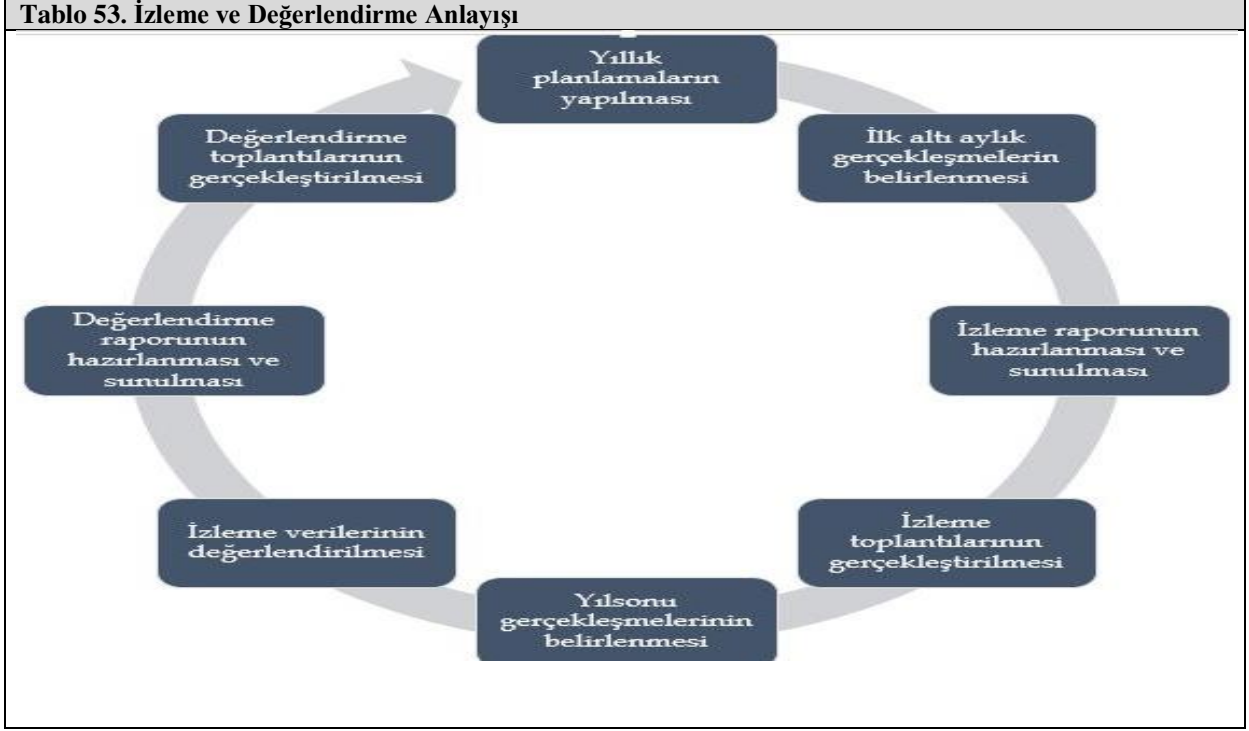 Tablo 53. İzleme ve Değerlendirme Anlayışı
Yıllık
planlamaların
yapılması
İlk altı aylık
gerçekleşmelerin
belirlenmesi
İzleme raporunun
hazırlanması ve
sunulması
İzleme
toplantılarının
gerçekleştirilmesi
Yılsonu
gerçekleşmelerinin
belirlenmesi
İzleme verilerinin
değerlendirilmesi
Değerlendirme
raporunun
hazırlanması ve
sunulması
Değerlendirme
toplantılarının
gerçekleştirilmesi